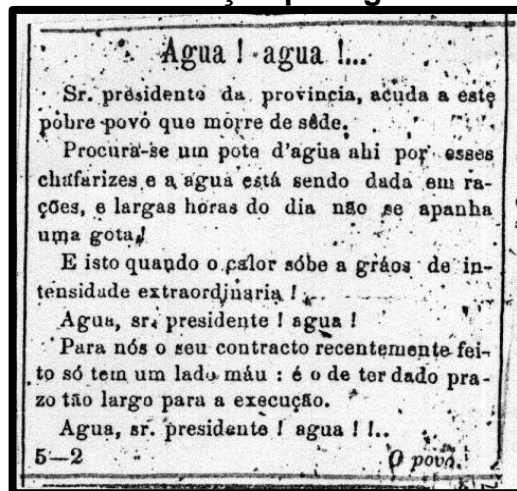 Agua ! agua !...
Sr. presidente da provincia, acuda a este
pobre povo que morre de sêde.
Procura-se um pote d'agua ahi por esses
chafarizes e a agua está sendo dada em ra-
ções, e largas horas do dia não se apanha
uma gota !
E isto quando o calor sóbe a gráos de in-
tensidade extraordinaria !
Agua, sr. presidente ! agua !
Para nós o seu contracto recentemente fei-
to só tem um lado máu : é o de ter dado pra-
zo tão largo para a execução.
Agua, sr. presidente ! agua ! !..
5—2 O povo.